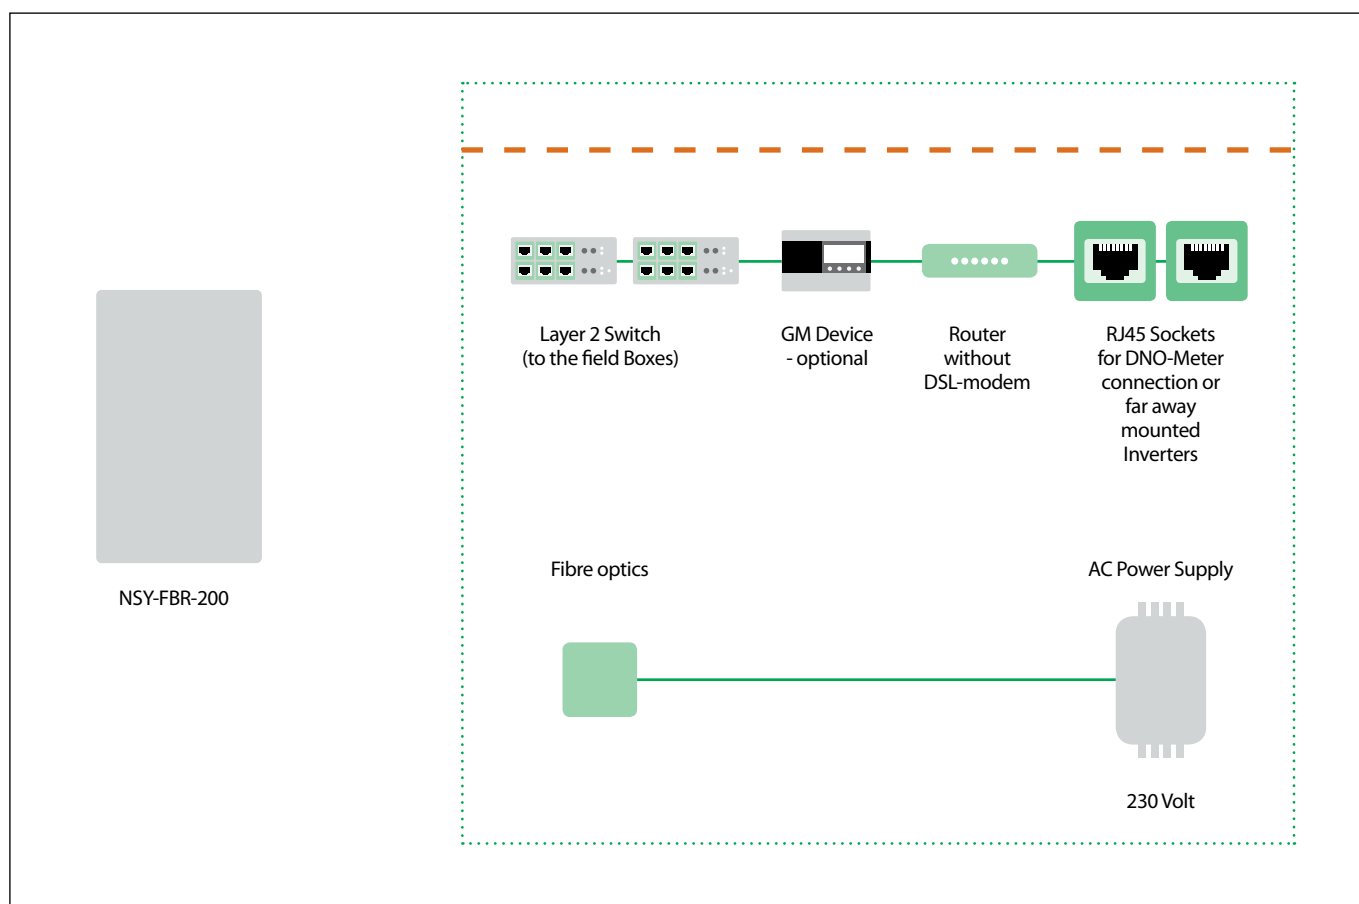 Layer 2 Switch
(to the field Boxes)
GM Device
- optional
Router
without
DSL-modem
RJ45 Sockets
for DNO-Meter
connection or
far away
mounted
Inverters
NSY-FBR-200
Fibre optics
AC Power Supply
230 Volt